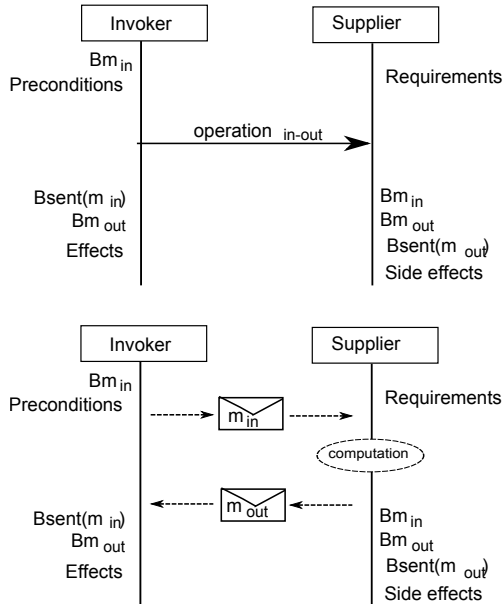 Invoker Supplier
Bm in
Preconditions Requirements
operation in-out
Bsent(m in) Bm in
Bm out Bm out
Effects Bsent(m out)
Side effects
Invoker Supplier
Bm in
Preconditions Requirements
m in
computation
m out
Bsent(m in) Bm in
Bm out Bm out
Effects Bsent(m out)
Side effects